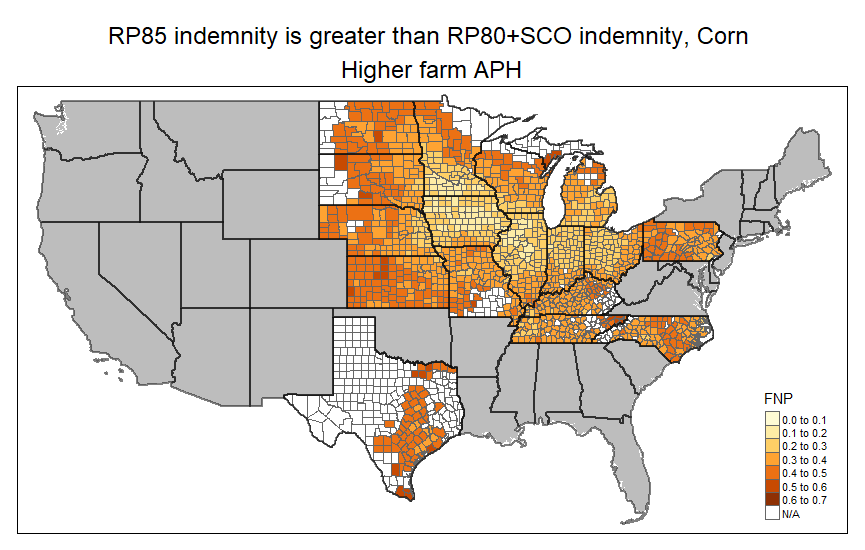 RP85 indemnity is greater than RP80+SCO indemnity, Corn
Higher farm APH
FNP
0.0 to 0.1
0.1 to 0.2
0.2 to 0.3
0.3 to 0.4
0.4 to 0.5
0.5 to 0.6
0.6 to 0.7
N/A